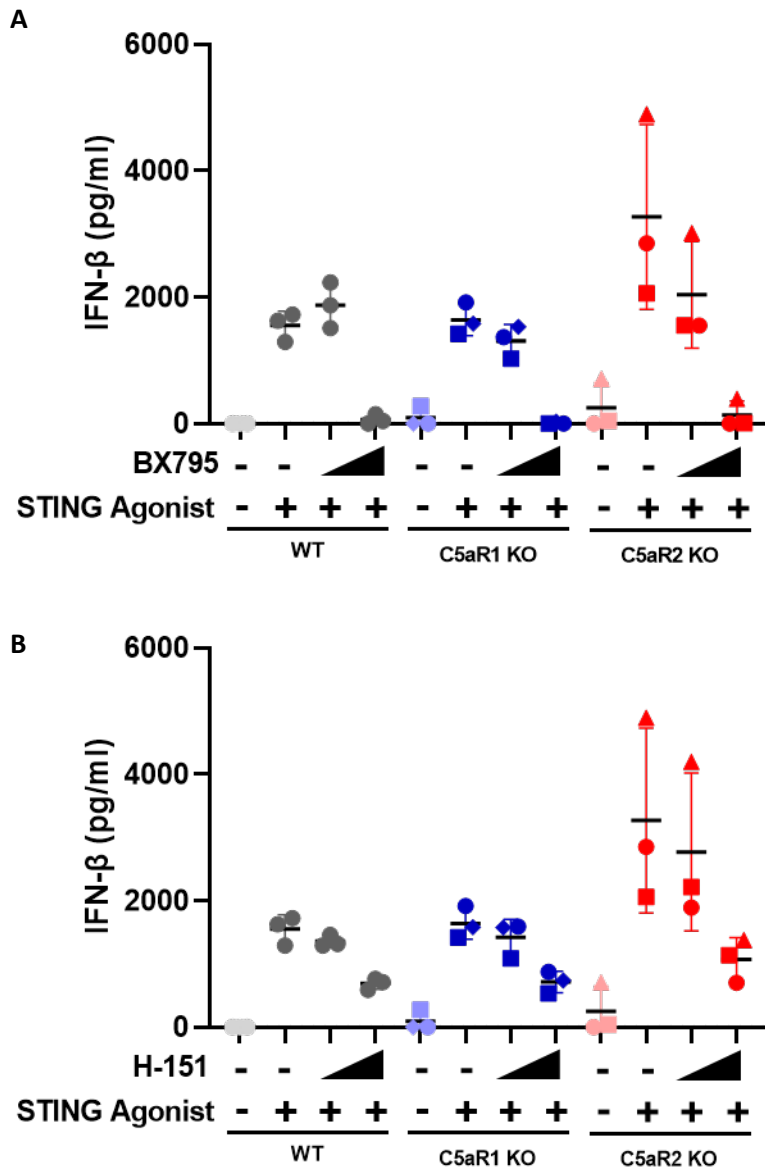 A
6000
4000
2000
0
IFN-β (pg/ml)
BX795 - - - - - -
STING Agonist - + + + - + + + - + + +
WT C5aR1 KO C5aR2 KO
B
6000
4000
2000
0
IFN-β (pg/ml)
H-151 - - - - - -
STING Agonist - + + + - + + + - + + +
WT C5aR1 KO C5aR2 KO